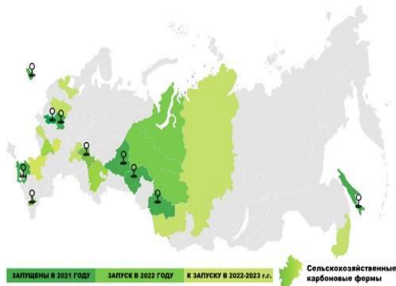 ЗАПУЩЕНЫ В 2021 ГОДУ
ЗАПУСК В 2022 ГОДУ
К ЗАПУСКУ В 2022-2023 г.г.
Сельскохозяйственные
карбоновые фермы